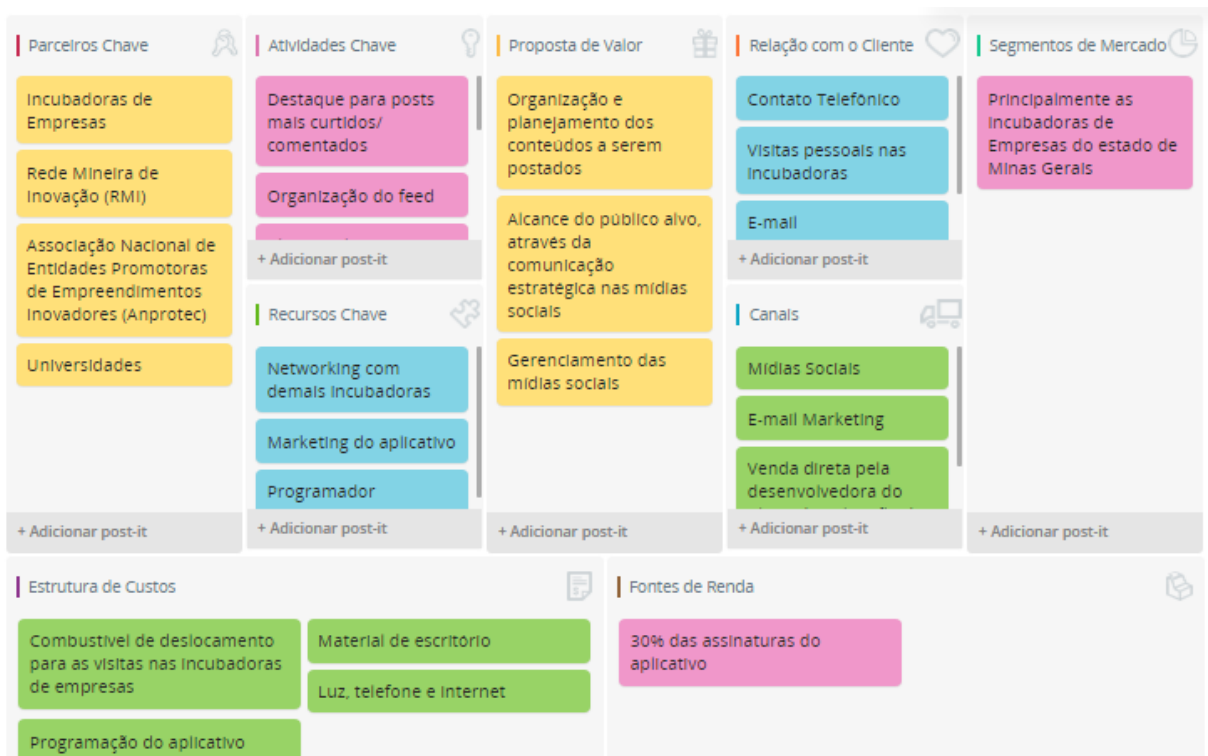 Parceiros Chave
Incubadoras de
Empresas
Rede Mineira de
Inovação (RMI)
Associação Nacional de
Entidades Promotoras
de Empreendimentos
Inovadores (Anprotec)
Universidades
+ Adicionar post-it
Atividades Chave
Destaque para posts
mais curtidos/
comentados
Organização do feed
+ Adicionar post-it
Recursos Chave
Networking com
demais incubadoras
Marketing do aplicativo
Programador
+ Adicionar post-it
Proposta de Valor
Organização e
planejamento dos
conteúdos a serem
postados
Alcance do público alvo,
através da
comunicação
estratégica nas mídias
sociais
Gerenciamento das
mídias sociais
+ Adicionar post-it
Relação com o Cliente
Contato Telefônico
Visitas pessoais nas
incubadoras
E-mail
+ Adicionar post-it
Canais
Mídias Sociais
E-mail Marketing
Venda direta pela
desenvolvedora do
+ Adicionar post-it
Segmentos de Mercado
Principalmente as
Incubadoras de
Empresas do estado de
Minas Gerais
+ Adicionar post-it
Estrutura de Custos
Combustível de deslocamento
para as visitas nas incubadoras
de empresas
Material de escritório
Luz, telefone e internet
Programação do aplicativo
Fontes de Renda
30% das assinaturas do
aplicativo